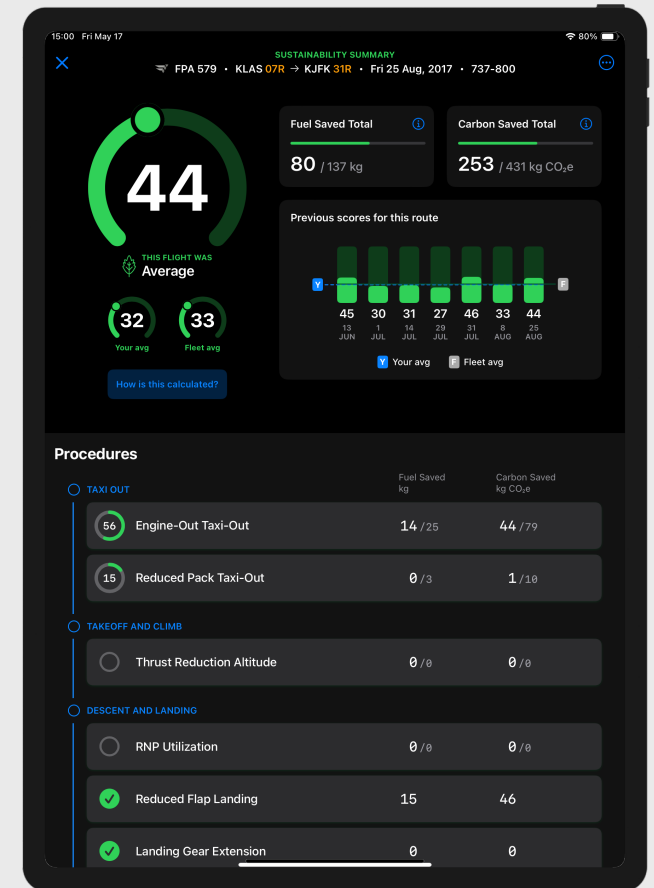 15:00 Fri May 17
80%
SUSTAINABILITY SUMMARY
FPA 579 · KLAS 07R → KJFK 31R · Fri 25 Aug, 2017 · 737-800
44
THIS FLIGHT WAS
Average
32
Your avg
33
Fleet avg
How is this calculated?
Fuel Saved Total
80 / 137 kg
Carbon Saved Total
253 / 431 kg CO₂e
Previous scores for this route
Y
F
45 30 31 27 46 33 44
13 1 14 29 31 8 25
JUN JUL JUL JUL JUL AUG AUG
Y Your avg F Fleet avg
Procedures
Fuel Saved
kg
Carbon Saved
kg CO₂e
TAXI OUT
56 Engine-Out Taxi-Out 14/25 44/79
15 Reduced Pack Taxi-Out 0/3 1/10
TAKEOFF AND CLIMB
Thrust Reduction Altitude 0/0 0/0
DESCENT AND LANDING
RNP Utilization 0/0 0/0
Reduced Flap Landing 15 46
Landing Gear Extension 0 0